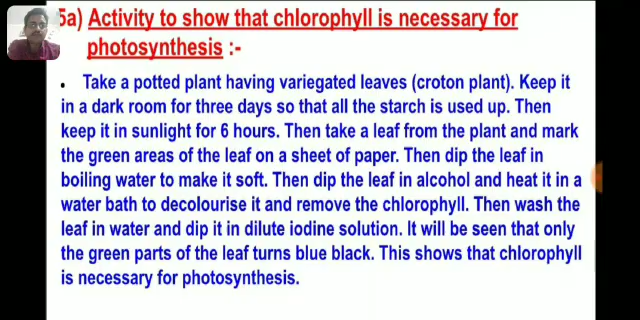 5a) Activity to show that chlorophyll is necessary for
photosynthesis :-
• Take a potted plant having variegated leaves (croton plant). Keep it
in a dark room for three days so that all the starch is used up. Then
keep it in sunlight for 6 hours. Then take a leaf from the plant and mark
the green areas of the leaf on a sheet of paper. Then dip the leaf in
boiling water to make it soft. Then dip the leaf in alcohol and heat it in a
water bath to decolourise it and remove the chlorophyll. Then wash the
leaf in water and dip it in dilute iodine solution. It will be seen that only
the green parts of the leaf turns blue black. This shows that chlorophyll
is necessary for photosynthesis.